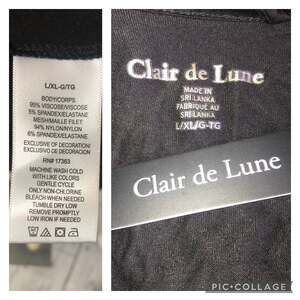 L/XL-G/TG
BODY/CORPS:
95% VISCOSE/VISCOSE
5% SPANDEX/ELASTANE
MESH/MAILLE FILET
94% NYLON/NYLON
6% SPANDEX/ELASTANE
EXCLUSIVE OF DECORATION/
EXCLUSIF DE DECORATION
RN# 17363
MACHINE WASH COLD
WITH LIKE COLORS
GENTLE CYCLE
ONLY NON-CHLORINE
BLEACH WHEN NEEDED
TUMBLE DRY LOW
REMOVE PROMPTLY
LOW IRON IF NEEDED
Clair de Lune
MADE IN
SRI LANKA
FABRIQUÉ AU
SRI LANKA
L/XL/G-TG
Clair de Lune
PIC•COLLAGE